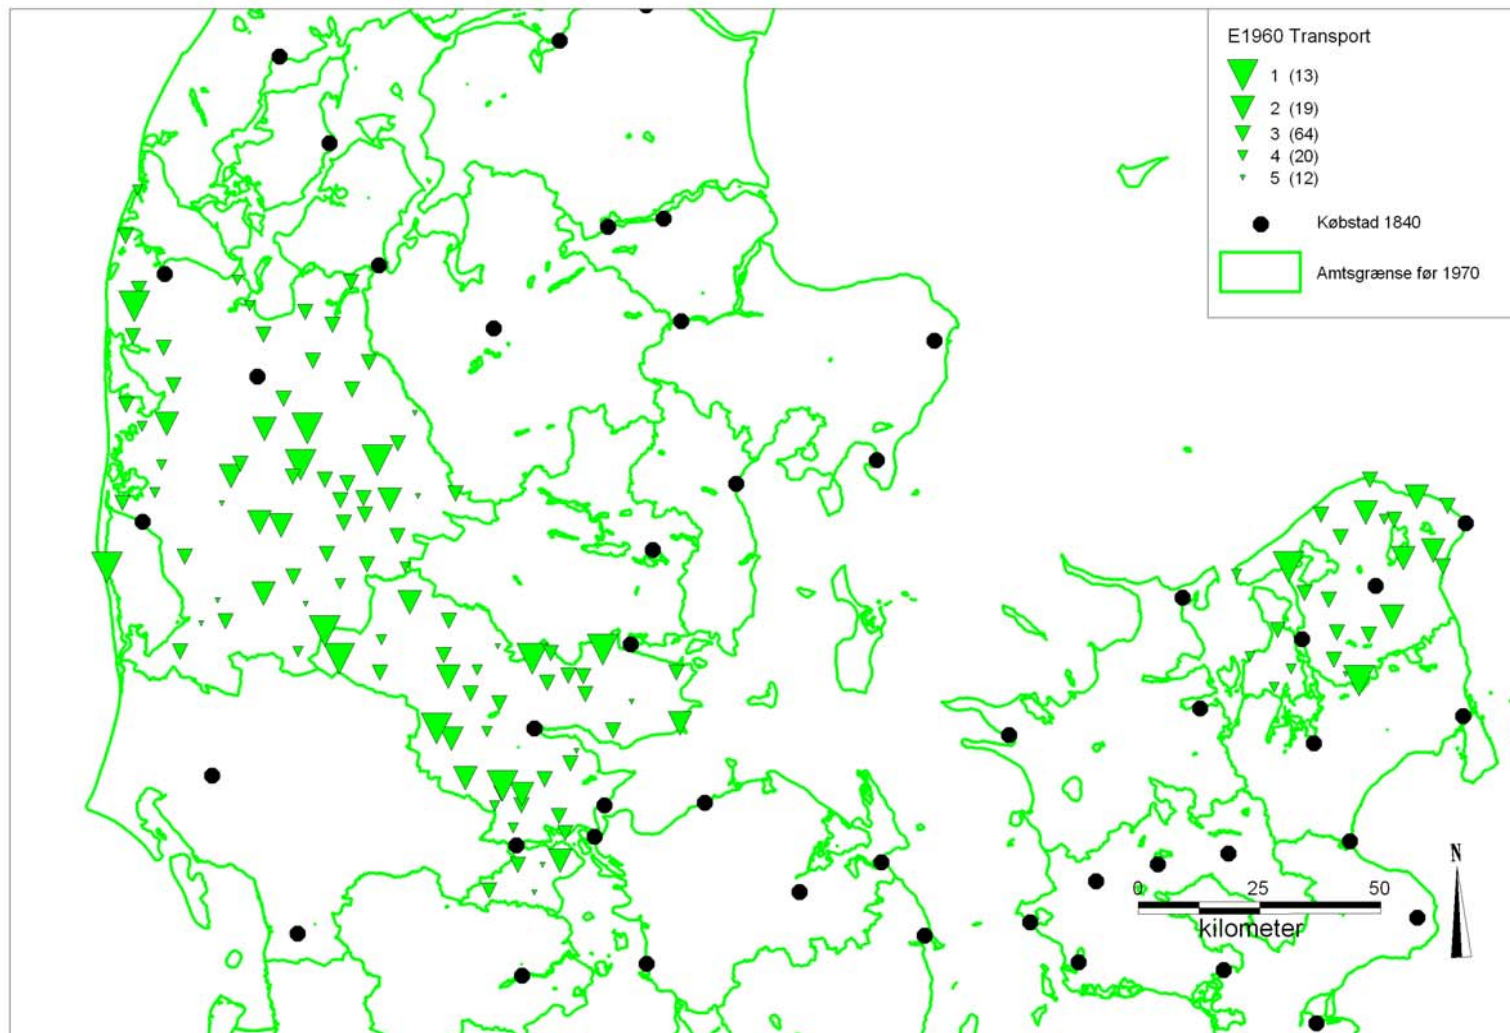 E1960 Transport
1 (13)
2 (19)
3 (64)
4 (20)
5 (12)
Købstad 1840
Amtsgrænse før 1970
N
0 25 50
kilometer